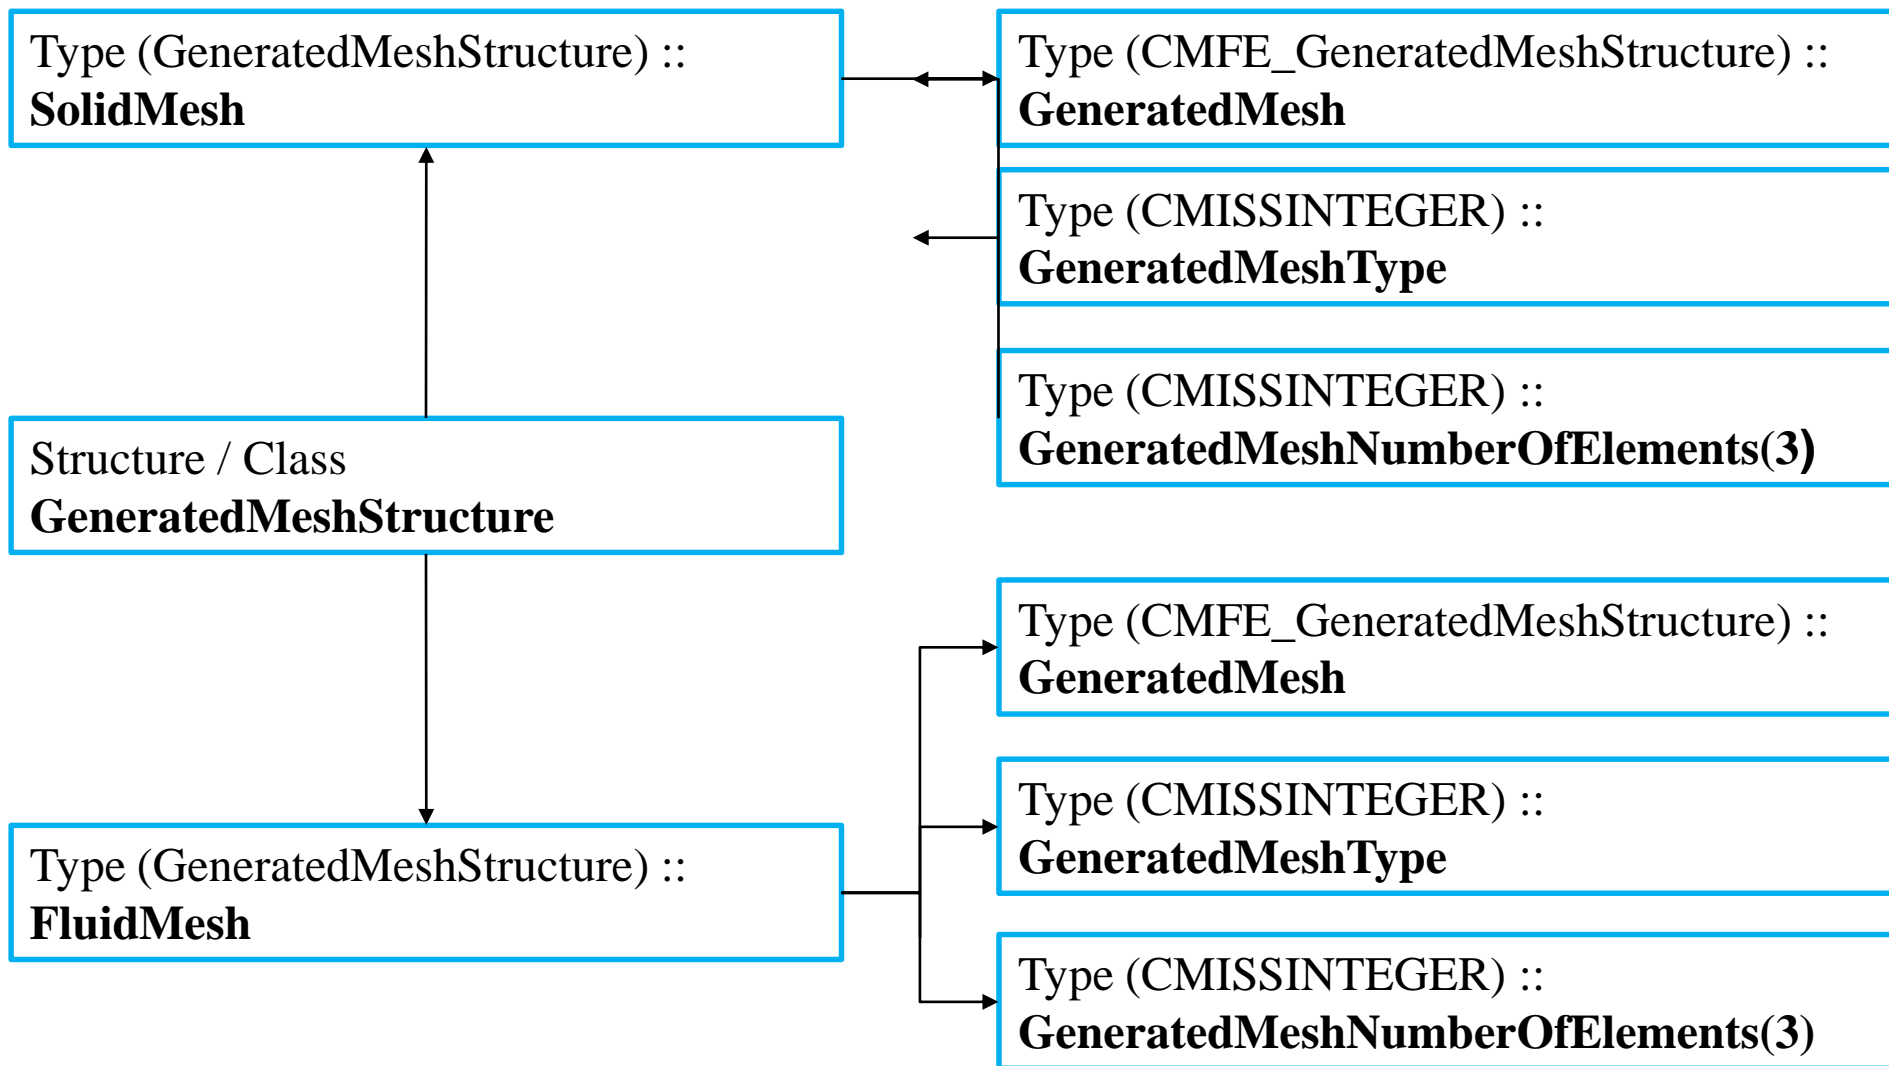 Type (GeneratedMeshStructure) ::
SolidMesh
Type (CMFE_GeneratedMeshStructure) ::
GeneratedMesh
Type (CMISSINTEGER) ::
GeneratedMeshType
Type (CMISSINTEGER) ::
GeneratedMeshNumberOfElements(3)
Structure / Class
GeneratedMeshStructure
Type (CMFE_GeneratedMeshStructure) ::
GeneratedMesh
Type (CMISSINTEGER) ::
GeneratedMeshType
Type (GeneratedMeshStructure) ::
FluidMesh
Type (CMISSINTEGER) ::
GeneratedMeshNumberOfElements(3)